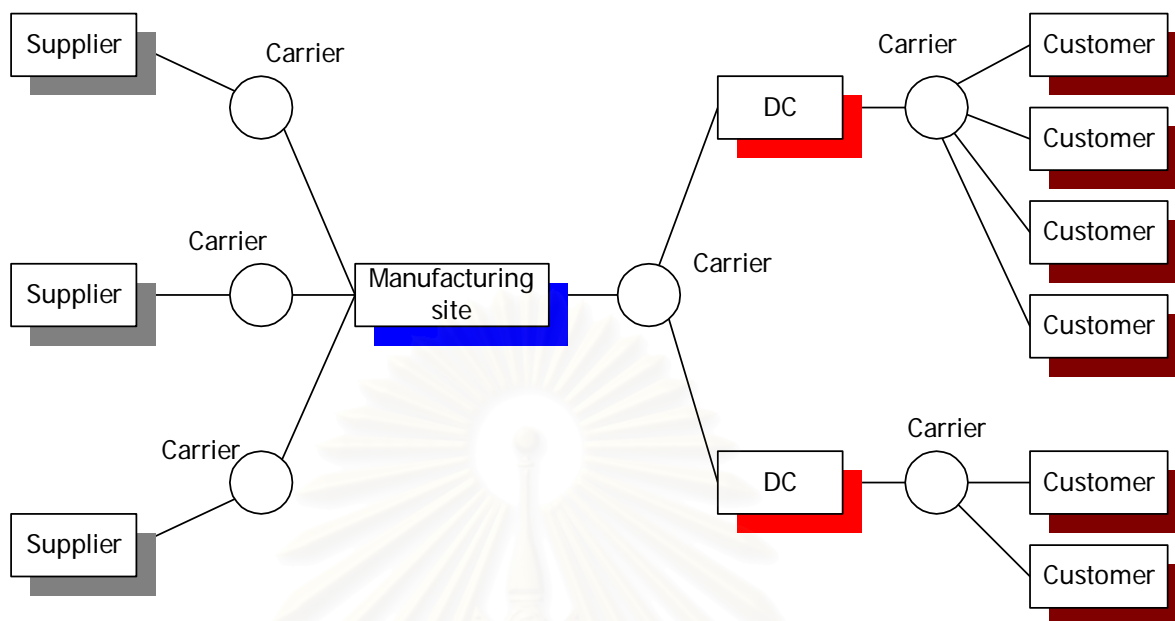 Supplier
Carrier
Carrier
Supplier
Carrier
Supplier
Manufacturing
site
Carrier
DC
Carrier
Customer
Customer
Customer
Customer
DC
Carrier
Customer
Customer